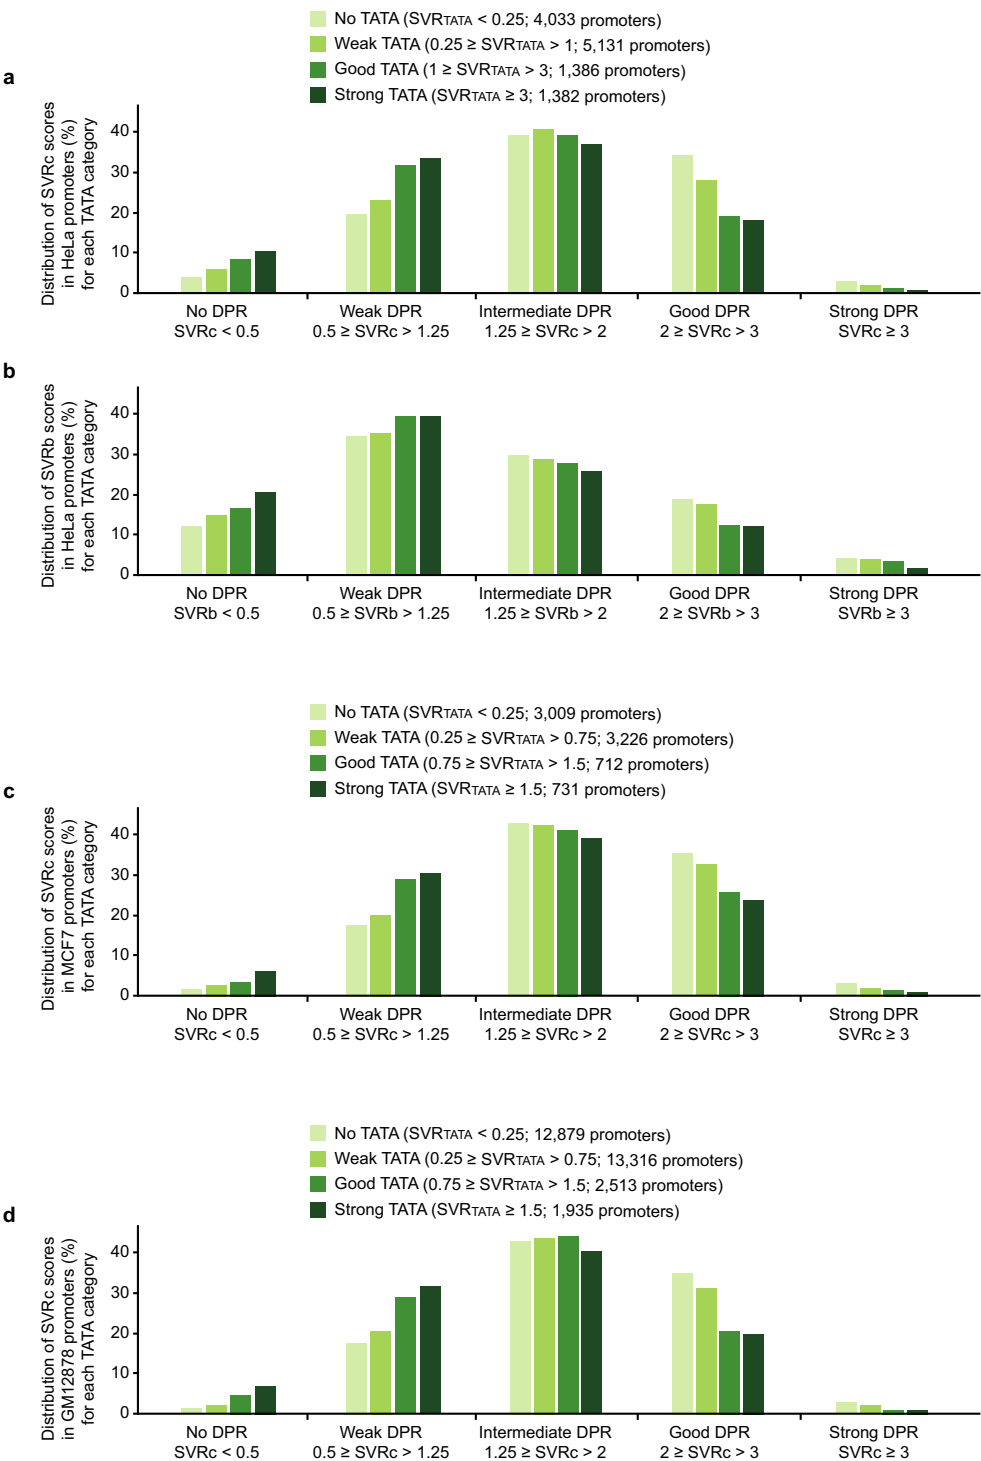 No TATA (SVRTATA < 0.25; 4,033 promoters)
Weak TATA (0.25 ≥ SVRTATA > 1; 5,131 promoters)
Good TATA (1 ≥ SVRTATA > 3; 1,386 promoters)
Strong TATA (SVRTATA ≥ 3; 1,382 promoters)
a
Distribution of SVRc scores
in HeLa promoters (%)
for each TATA category
40
30
20
10
0
No DPR
SVRc < 0.5
Weak DPR
0.5 ≥ SVRc > 1.25
Intermediate DPR
1.25 ≥ SVRc > 2
Good DPR
2 ≥ SVRc > 3
Strong DPR
SVRc ≥ 3
b
Distribution of SVRb scores
in HeLa promoters (%)
for each TATA category
40
30
20
10
0
No DPR
SVRb < 0.5
Weak DPR
0.5 ≥ SVRb > 1.25
Intermediate DPR
1.25 ≥ SVRb > 2
Good DPR
2 ≥ SVRb > 3
Strong DPR
SVRb ≥ 3
No TATA (SVRTATA < 0.25; 3,009 promoters)
Weak TATA (0.25 ≥ SVRTATA > 0.75; 3,226 promoters)
Good TATA (0.75 ≥ SVRTATA > 1.5; 712 promoters)
Strong TATA (SVRTATA ≥ 1.5; 731 promoters)
c
Distribution of SVRc scores
in MCF7 promoters (%)
for each TATA category
40
30
20
10
0
No DPR
SVRc < 0.5
Weak DPR
0.5 ≥ SVRc > 1.25
Intermediate DPR
1.25 ≥ SVRc > 2
Good DPR
2 ≥ SVRc > 3
Strong DPR
SVRc ≥ 3
No TATA (SVRTATA < 0.25; 12,879 promoters)
Weak TATA (0.25 ≥ SVRTATA > 0.75; 13,316 promoters)
Good TATA (0.75 ≥ SVRTATA > 1.5; 2,513 promoters)
Strong TATA (SVRTATA ≥ 1.5; 1,935 promoters)
d
Distribution of SVRc scores
in GM12878 promoters (%)
for each TATA category
40
30
20
10
0
No DPR
SVRc < 0.5
Weak DPR
0.5 ≥ SVRc > 1.25
Intermediate DPR
1.25 ≥ SVRc > 2
Good DPR
2 ≥ SVRc > 3
Strong DPR
SVRc ≥ 3